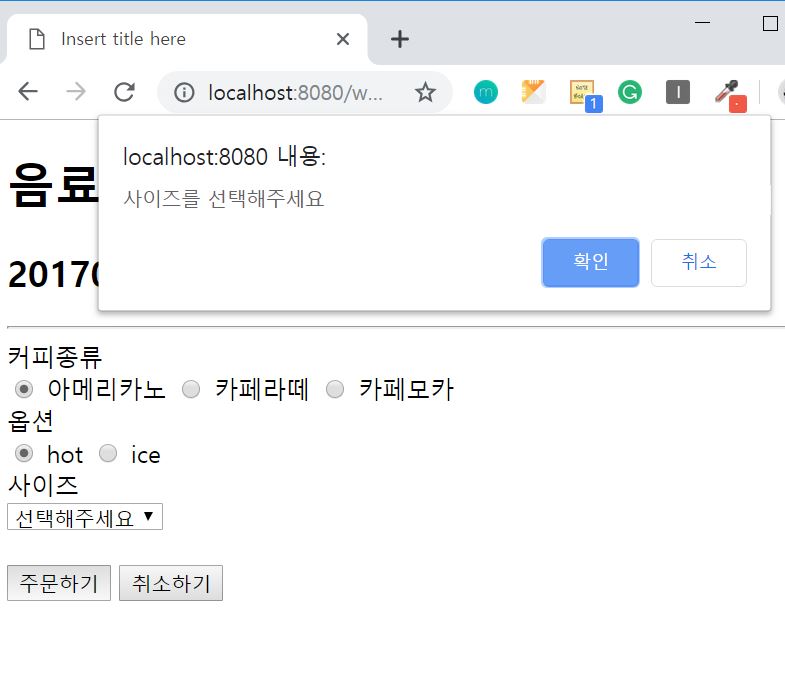 Insert title here
localhost:8080/w...
1
localhost:8080 내용:
사이즈를 선택해주세요
확인 취소
음료
2017
커피종류
아메리카노 카페라떼 카페모카
옵션
hot ice
사이즈
선택해주세요
주문하기 취소하기